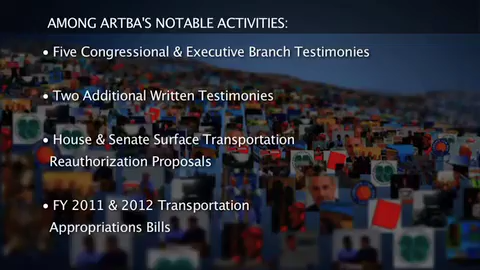 AMONG ARTBA'S NOTABLE ACTIVITIES:
• Five Congressional & Executive Branch Testimonies
• Two Additional Written Testimonies
• House & Senate Surface Transportation
Reauthorization Proposals
• FY 2011 & 2012 Transportation
Appropriations Bills